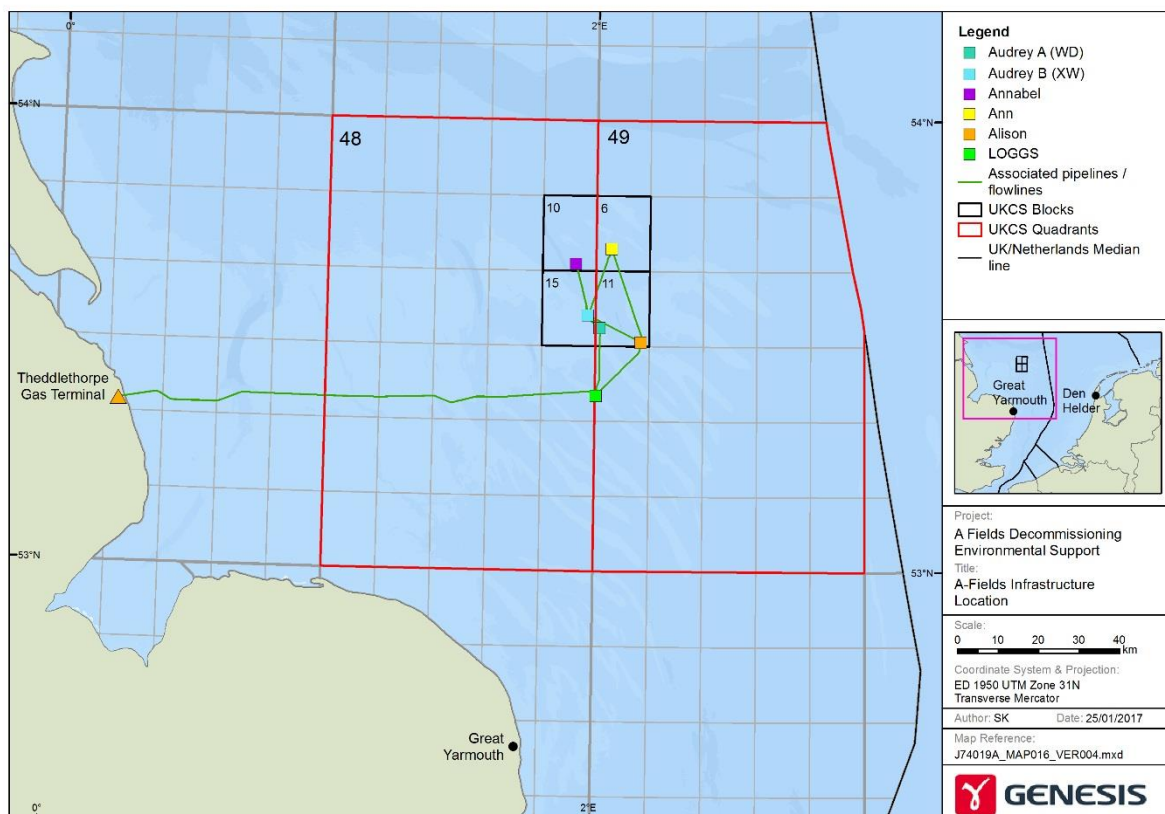 0°
2°E
54°N
54°N
48
49
10
6
15
11
Theddlethorpe
Gas Terminal
53°N
53°N
Great
Yarmouth
0°
2°E
Legend
Audrey A (WD)
Audrey B (XW)
Annabel
Ann
Alison
LOGGS
Associated pipelines /
flowlines
UKCS Blocks
UKCS Quadrants
UK/Netherlands Median
line
Great
Yarmouth
Den
Helder
Project:
A Fields Decommissioning
Environmental Support
Title:
A-Fields Infrastructure
Location
Scale:
0 5 10 20 30 40
km
Coordinate System & Projection:
ED 1950 UTM Zone 31N
Transverse Mercator
Author: SK Date: 25/01/2017
Map Reference:
J74019A_MAP016_VER004.mxd
GENESIS